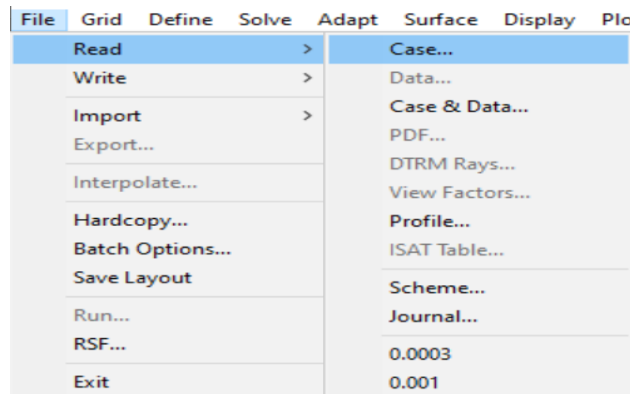 File Grid Define Solve Adapt Surface Display Plo
Read >
Write >
Import >
Export...
Interpolate...
Hardcopy...
Batch Options...
Save Layout
Run...
RSF...
Exit
Case...
Data...
Case & Data...
PDF...
DTRM Rays...
View Factors...
Profile...
ISAT Table...
Scheme...
Journal...
0.0003
0.001